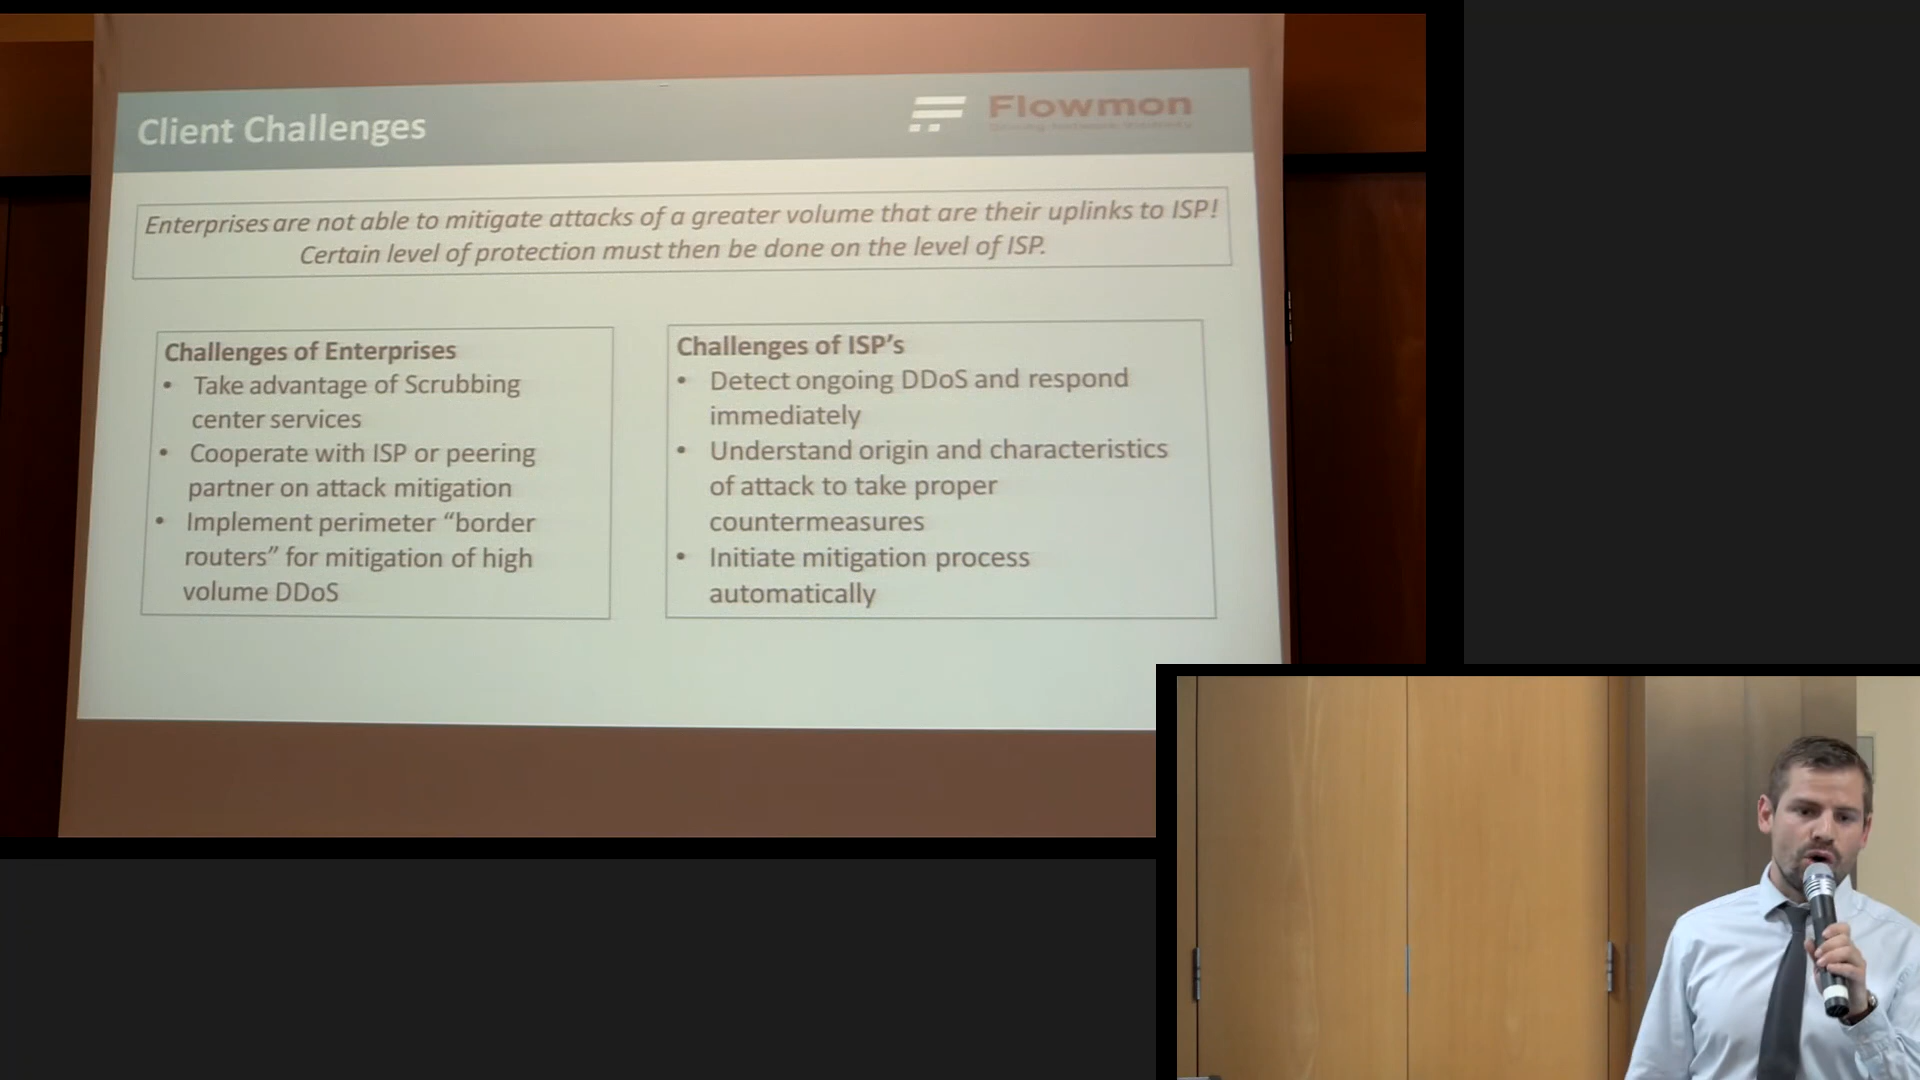 Client Challenges
Flowmon
Enterprises are not able to mitigate attacks of a greater volume that are their uplinks to ISP!
Certain level of protection must then be done on the level of ISP.
Challenges of Enterprises
• Take advantage of Scrubbing
center services
• Cooperate with ISP or peering
partner on attack mitigation
• Implement perimeter “border
routers” for mitigation of high
volume DDoS
Challenges of ISP’s
• Detect ongoing DDoS and respond
immediately
• Understand origin and characteristics
of attack to take proper
countermeasures
• Initiate mitigation process
automatically